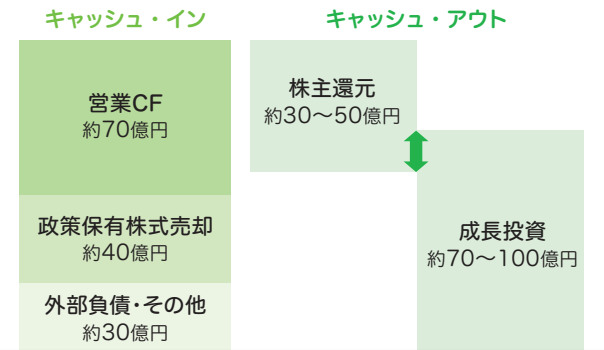 キャッシュ・イン
キャッシュ・アウト
営業CF
約70億円
政策保有株式売却
約40億円
外部負債・その他
約30億円
株主還元
約30〜50億円
成長投資
約70〜100億円